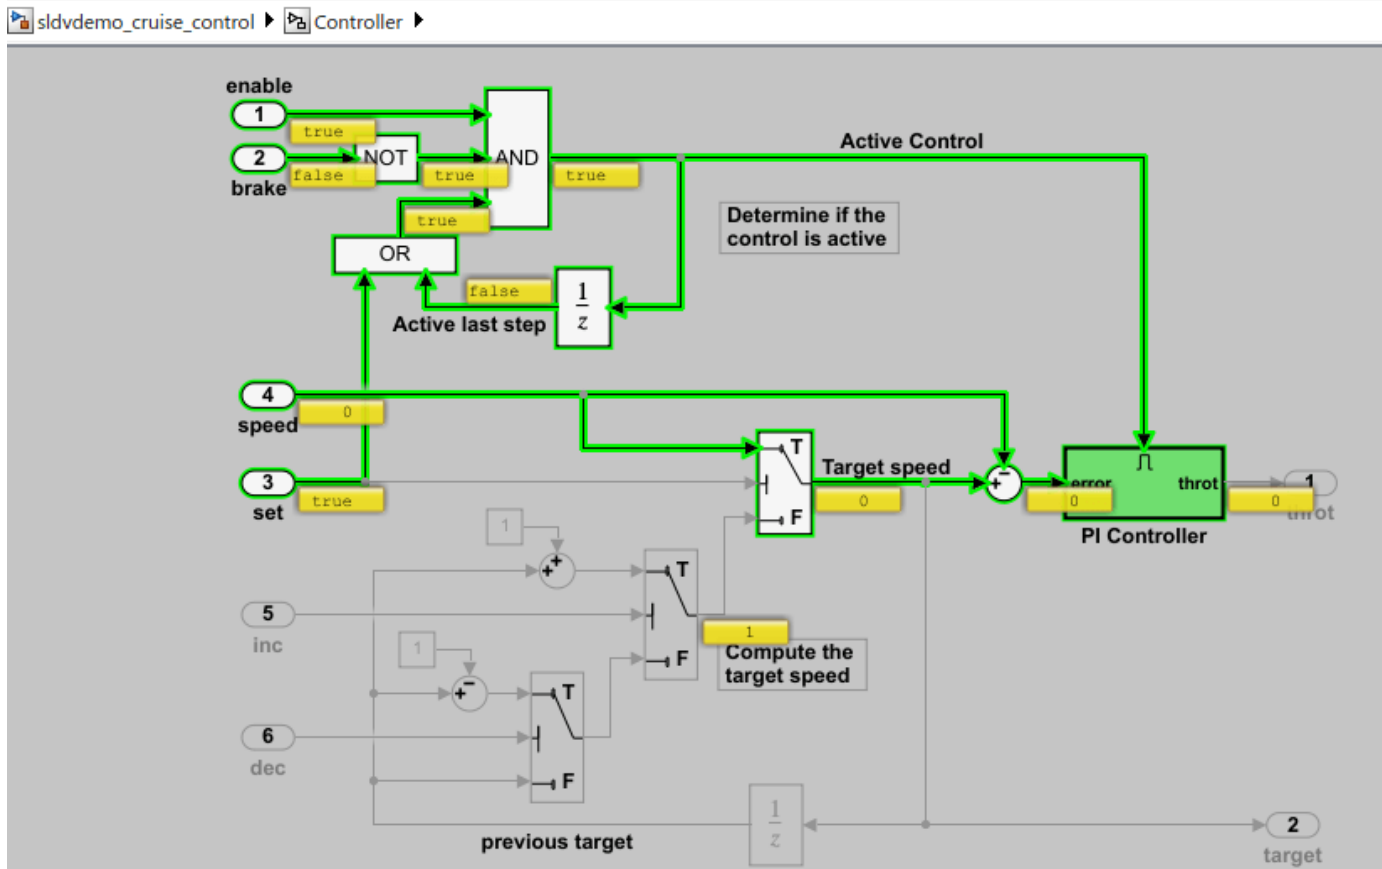 sldvdemo_cruise_control Controller
enable
1
true
2
NOT
AND
false
true
true
brake
Active Control
true
Determine if the
control is active
OR
false
1
z
Active last step
4
0
speed
T
Target speed
3
set
true
0
F
error
throt
0
0
1
throt
PI Controller
1
T
5
inc
1
1
F
Compute the
target speed
T
6
dec
F
1
z
previous target
2
target